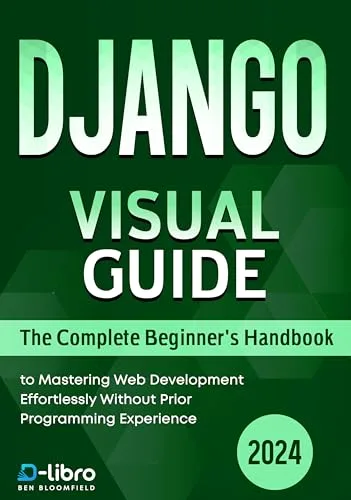 DJANGO
VISUAL
GUIDE
The Complete Beginner's Handbook
to Mastering Web Development
Effortlessly Without Prior
Programming Experience
2024
D-libro
BEN BLOOMFIELD